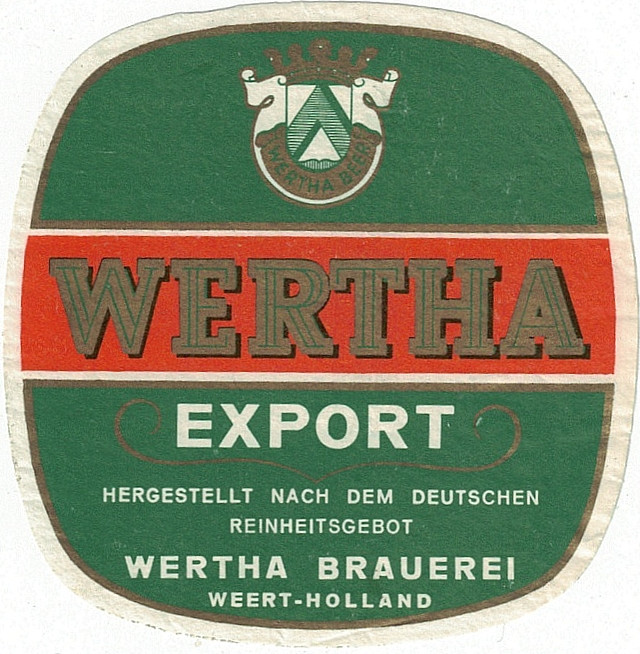 WERTHA BEER
WERTHA
EXPORT
HERGESTELLT NACH DEM DEUTSCHEN
REINHEITSGEBOT
WERTHA BRAUEREI
WEERT-HOLLAND